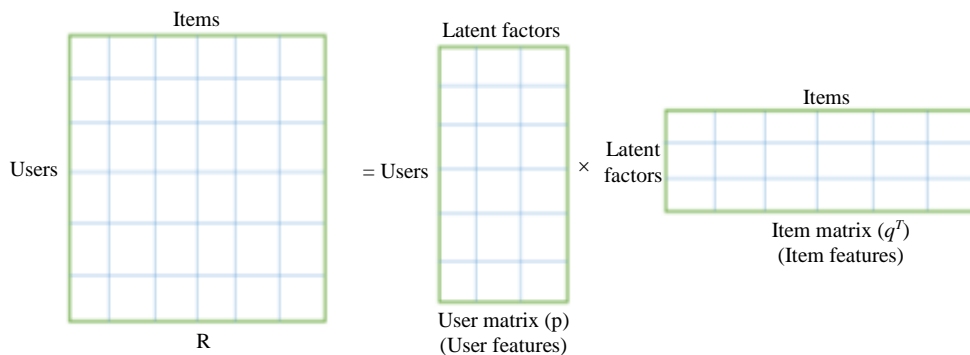 Items
Users
R
= Users
Latent factors
User matrix (p)
(User features)
×
Items
Latent
factors
Item matrix (q^T)
(Item features)